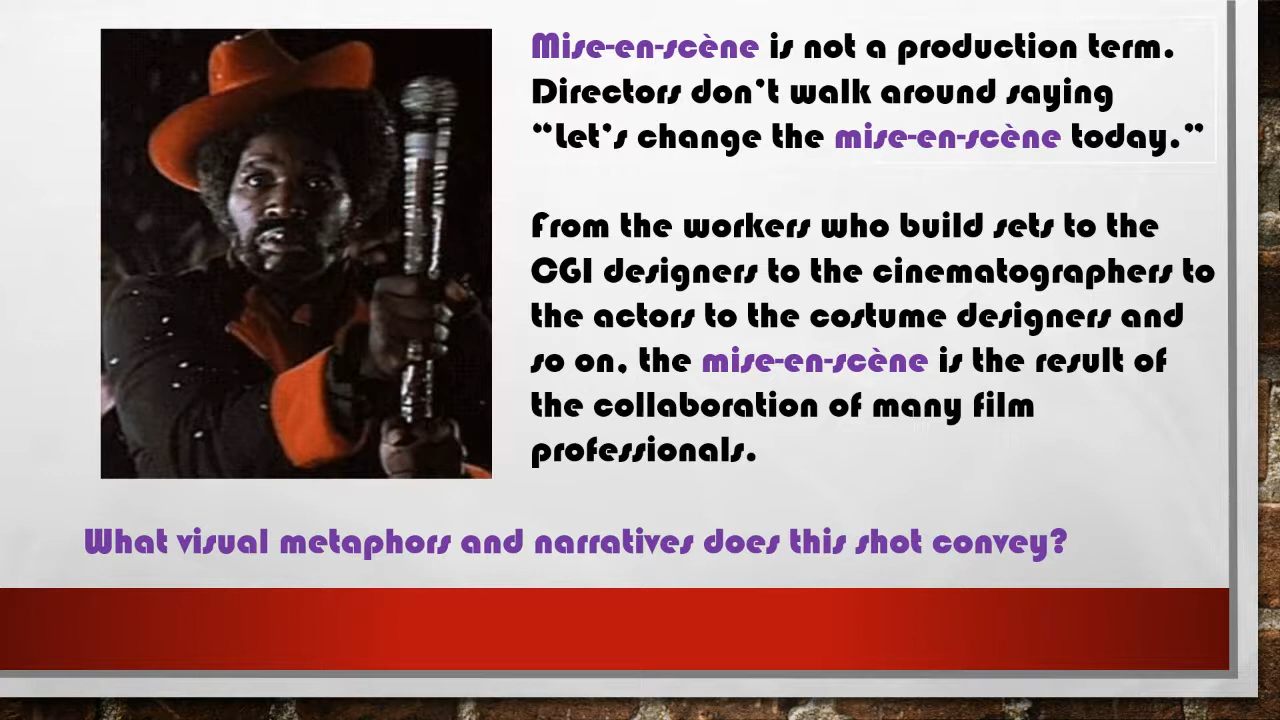 Mise-en-scène is not a production term.
Directors don’t walk around saying
“Let’s change the mise-en-scène today.”
From the workers who build sets to the
CGI designers to the cinematographers to
the actors to the costume designers and
so on, the mise-en-scène is the result of
the collaboration of many film
professionals.
What visual metaphors and narratives does this shot convey?